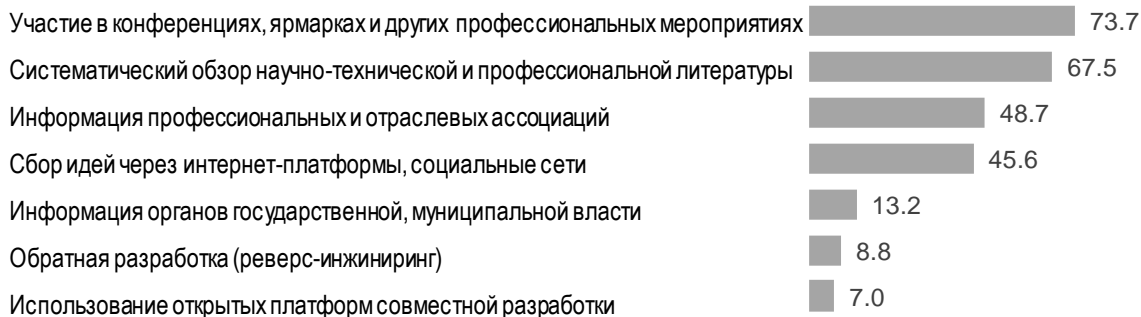 Участие в конференциях, ярмарках и других профессиональных мероприятиях 73.7
Систематический обзор научно-технической и профессиональной литературы 67.5
Информация профессиональных и отраслевых ассоциаций 48.7
Сбор идей через интернет-платформы, социальные сети 45.6
Информация органов государственной, муниципальной власти 13.2
Обратная разработка (реверс-инжиниринг) 8.8
Использование открытых платформ совместной разработки 7.0